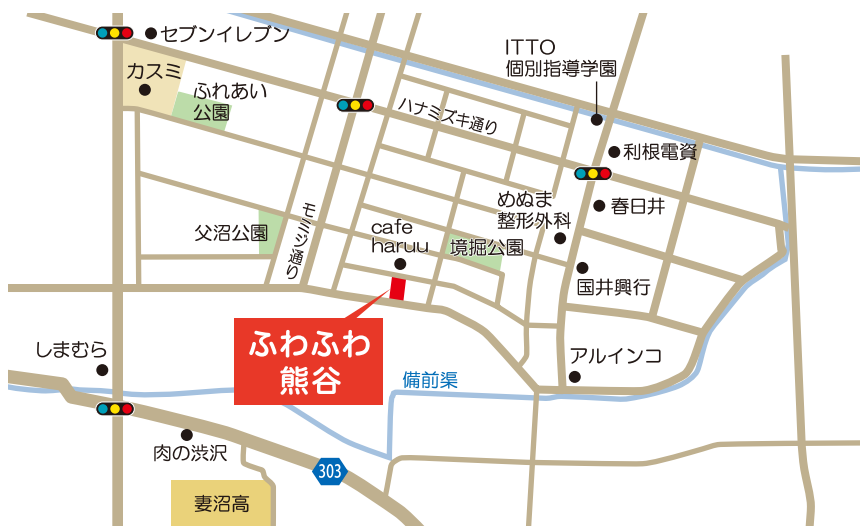 セブンイレブン
ITTO
個別指導学園
カスミ
ふれあい
公園
ハナミズキ通り
利根電資
めぬま
整形外科
春日井
モミジ通り
父沼公園
cafe
haruu
境堀公園
国井興行
ふわふわ
熊谷
しまむら
アルインコ
備前渠
肉の渋沢
303
妻沼高